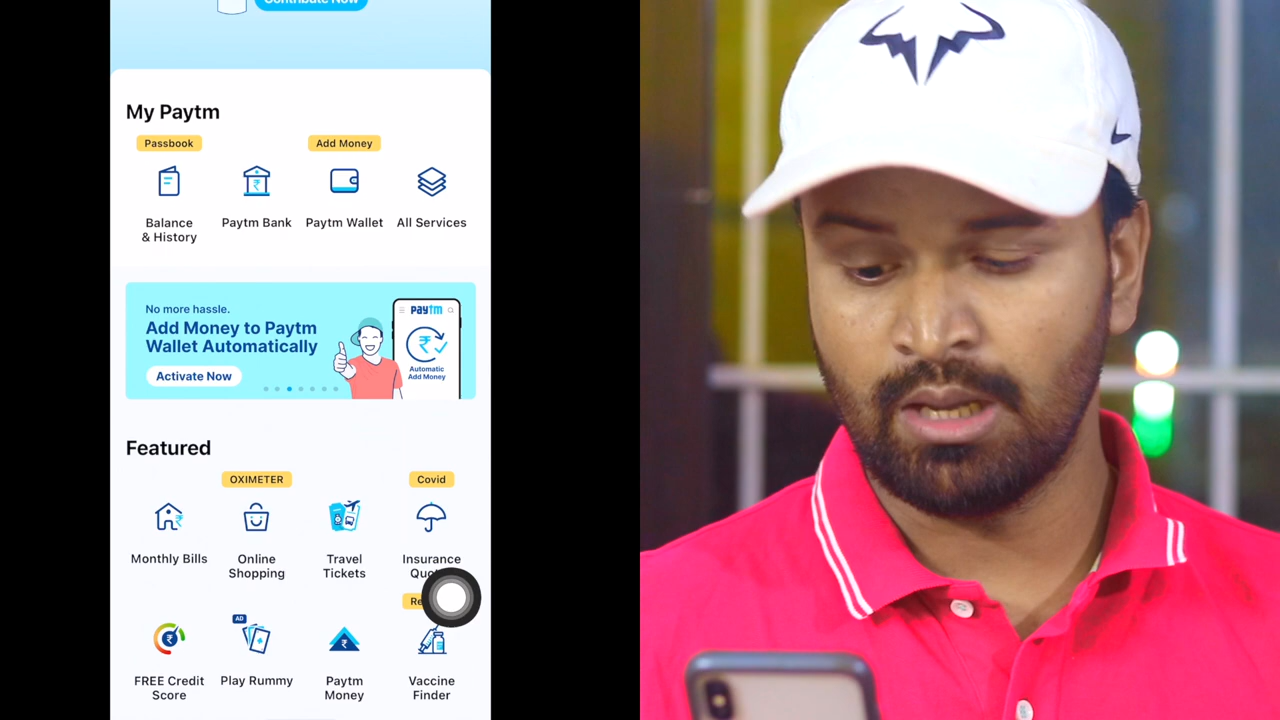 Contribute Now
My Paytm
Passbook
Add Money
Balance
& History
Paytm Bank
Paytm Wallet
All Services
No more hassle.
Add Money to Paytm
Wallet Automatically
Activate Now
paytm
Automatic
Add Money
Featured
OXIMETER
Covid
Monthly Bills
Online
Shopping
Travel
Tickets
Insurance
AD
FREE Credit
Score
Play Rummy
Paytm
Money
Vaccine
Finder